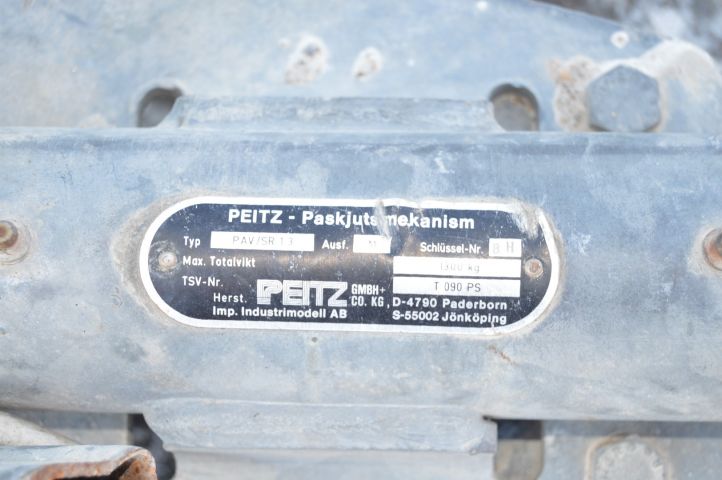 PEITZ - Paskjutsmekanism
Typ PAV/SR 1.3 Ausf. M Schlüssel-Nr. 8 H
Max. Totalvikt 1300 kg
TSV-Nr. T 090 PS
Herst. PEITZ GMBH+ CO. KG, D-4790 Paderborn
Imp. Industrimodell AB S-55002 Jönköping